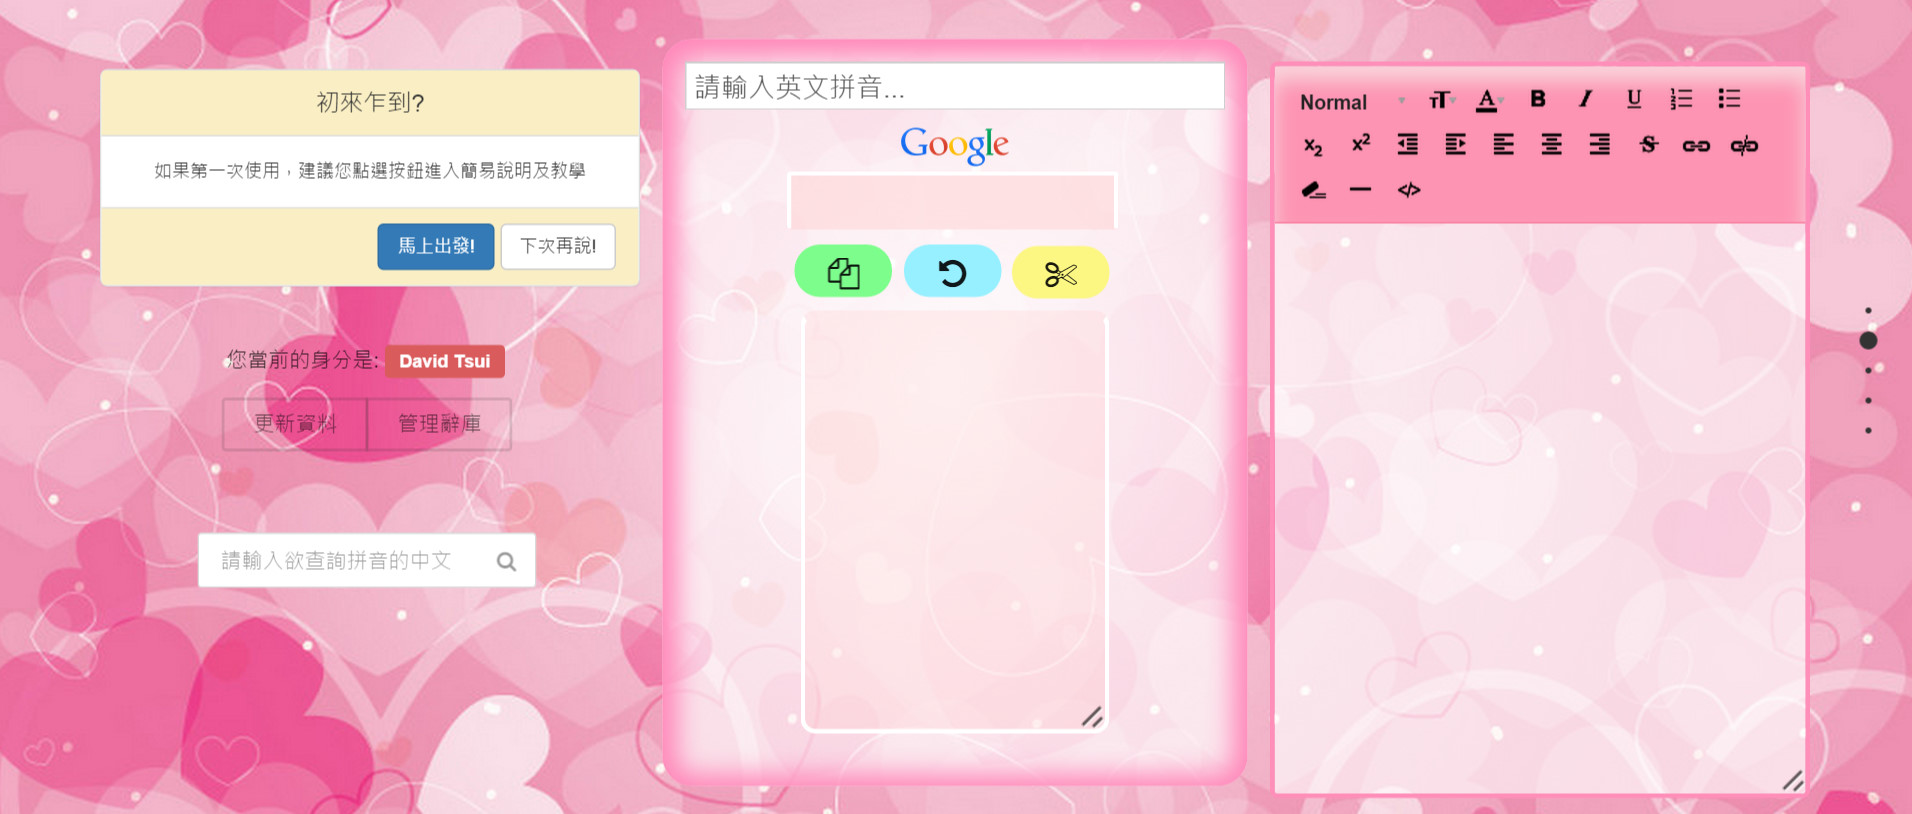 初來乍到?
如果第一次使用，建議您點選按鈕進入簡易說明及教學
馬上出發!
下次再說!
您當前的身分是: David Tsui
更新資料
管理辭庫
請輸入欲查詢拼音的中文
請輸入英文拼音...
Google
Normal